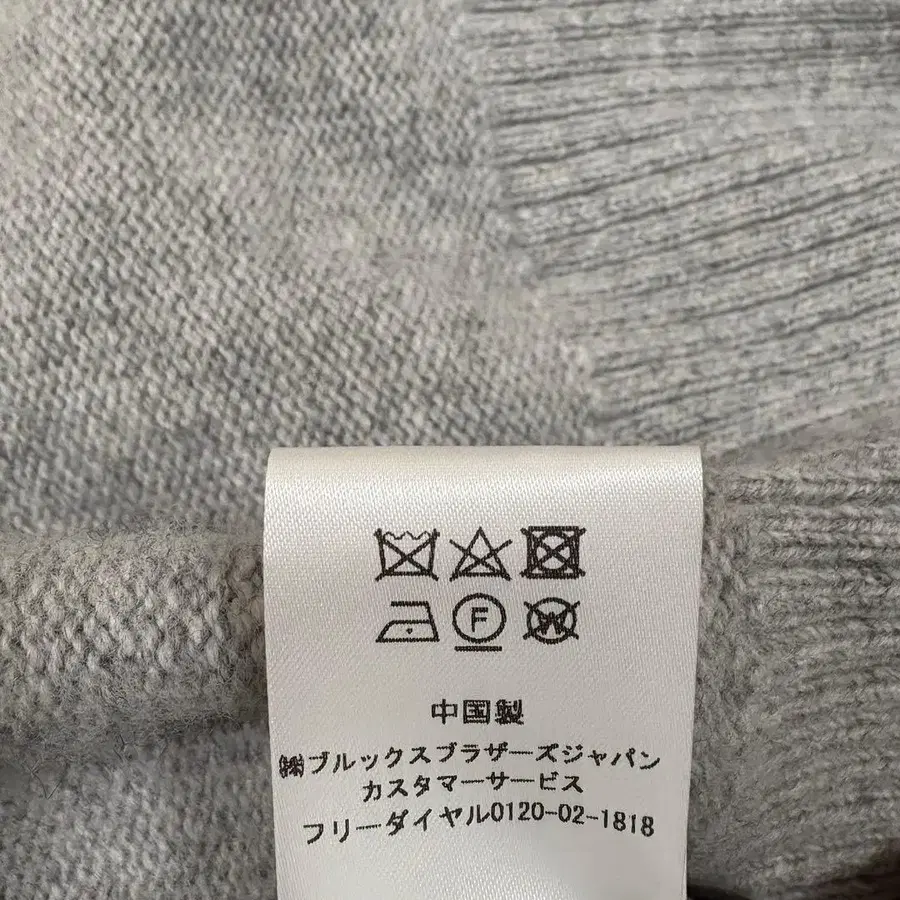 F
W
中国製
㈱ブルックスブラザーズジャパン
カスタマーサービス
フリーダイヤル0120-02-1818